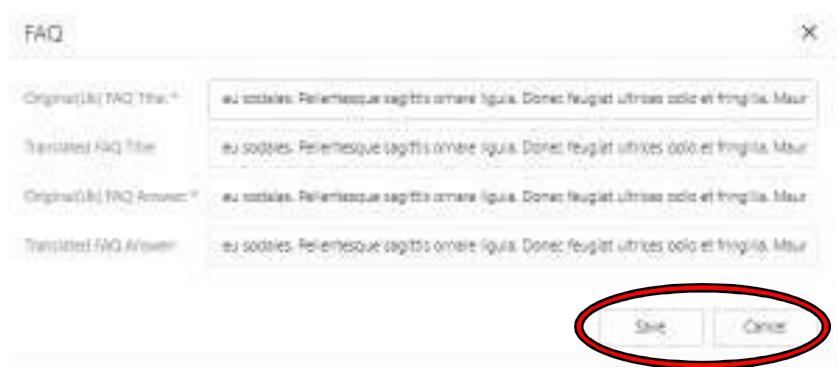 FAQ
Original(US) FAQ Title: *
eu sodales. Pellentesque sagittis ornare ligula. Donec feugiat ultrices odio et fringilla. Maur
Translated FAQ Title:
eu sodales. Pellentesque sagittis ornare ligula. Donec feugiat ultrices odio et fringilla. Maur
Original(US) FAQ Answer: *
eu sodales. Pellentesque sagittis ornare ligula. Donec feugiat ultrices odio et fringilla. Maur
Translated FAQ Answer:
eu sodales. Pellentesque sagittis ornare ligula. Donec feugiat ultrices odio et fringilla. Maur
Save Cancel